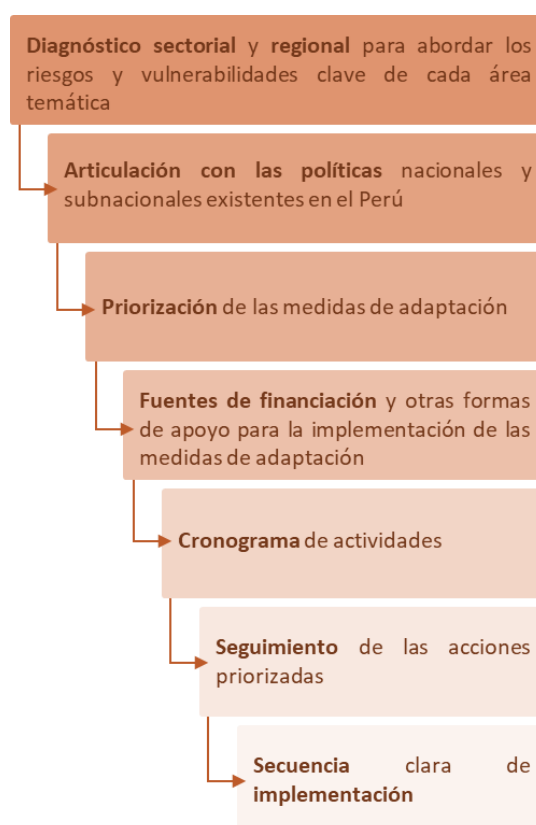 Diagnóstico sectorial y regional para abordar los
riesgos y vulnerabilidades clave de cada área
temática
Articulación con las políticas nacionales y
subnacionales existentes en el Perú
Priorización de las medidas de adaptación
Fuentes de financiación y otras formas
de apoyo para la implementación de las
medidas de adaptación
Cronograma de actividades
Seguimiento de las acciones
priorizadas
Secuencia clara de
implementación